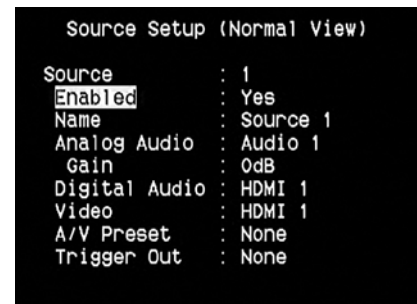 Source Setup (Normal View)
Source : 1
Enabled : Yes
Name : Source 1
Analog Audio : Audio 1
Gain : 0dB
Digital Audio : HDMI 1
Video : HDMI 1
A/V Preset : None
Trigger Out : None